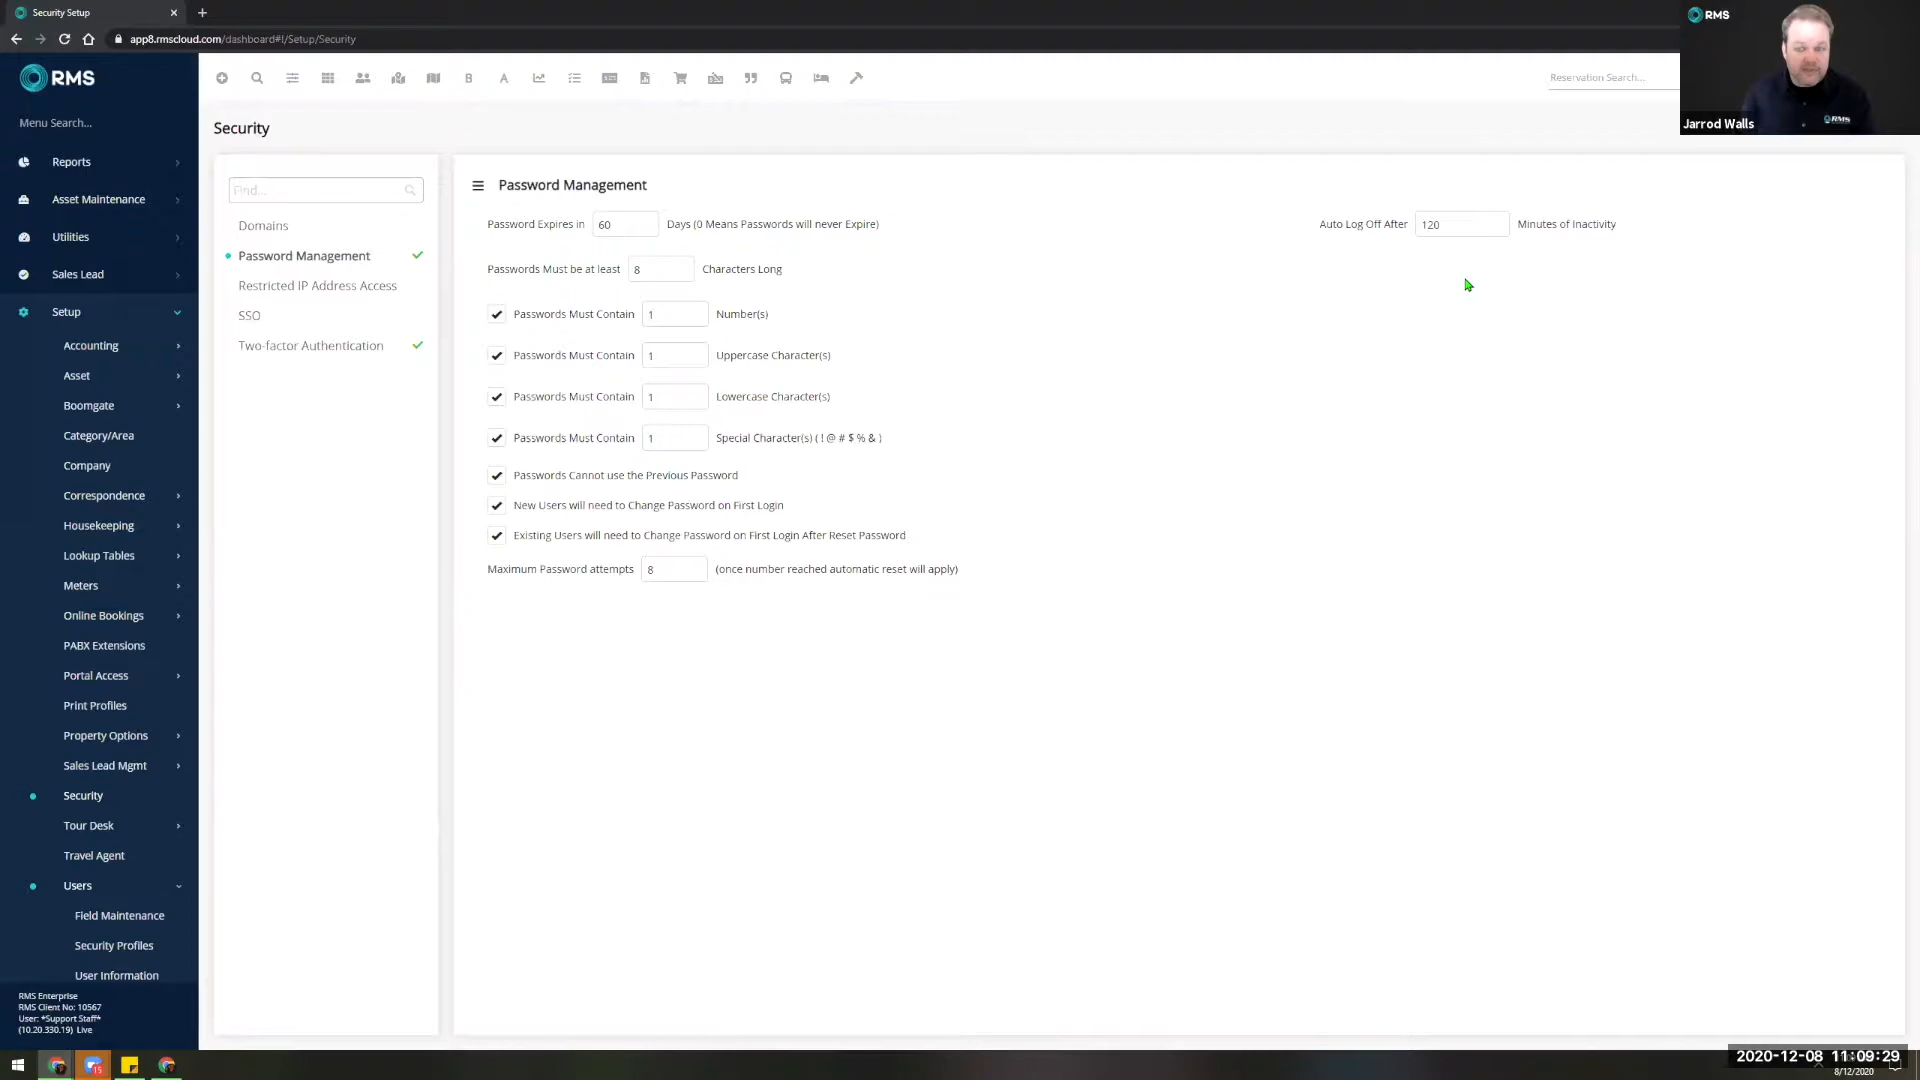 Security Setup
app8.rmscloud.com/dashboard#!/Setup/Security
RMS
RMS
Jarrod Walls
RMS
Menu Search...
Reservation Search...
Reports
Asset Maintenance
Utilities
Sales Lead
Setup
Accounting
Asset
Boomgate
Category/Area
Company
Correspondence
Housekeeping
Lookup Tables
Meters
Online Bookings
PABX Extensions
Portal Access
Print Profiles
Property Options
Sales Lead Mgmt
Security
Tour Desk
Travel Agent
Users
Field Maintenance
Security Profiles
User Information
RMS Enterprise
RMS Client No: 10567
User: *Support Staff*
(10.20.330.19) Live
Security
Find...
Domains
Password Management
Restricted IP Address Access
SSO
Two-factor Authentication
Password Management
Password Expires in 60 Days (0 Means Passwords will never Expire)
Auto Log Off After 120 Minutes of Inactivity
Passwords Must be at least 8 Characters Long
Passwords Must Contain 1 Number(s)
Passwords Must Contain 1 Uppercase Character(s)
Passwords Must Contain 1 Lowercase Character(s)
Passwords Must Contain 1 Special Character(s) ( ! @ # $ % & )
Passwords Cannot use the Previous Password
New Users will need to Change Password on First Login
Existing Users will need to Change Password on First Login After Reset Password
Maximum Password attempts 8 (once number reached automatic reset will apply)
15
2020-12-08 11:09:29
8/12/2020